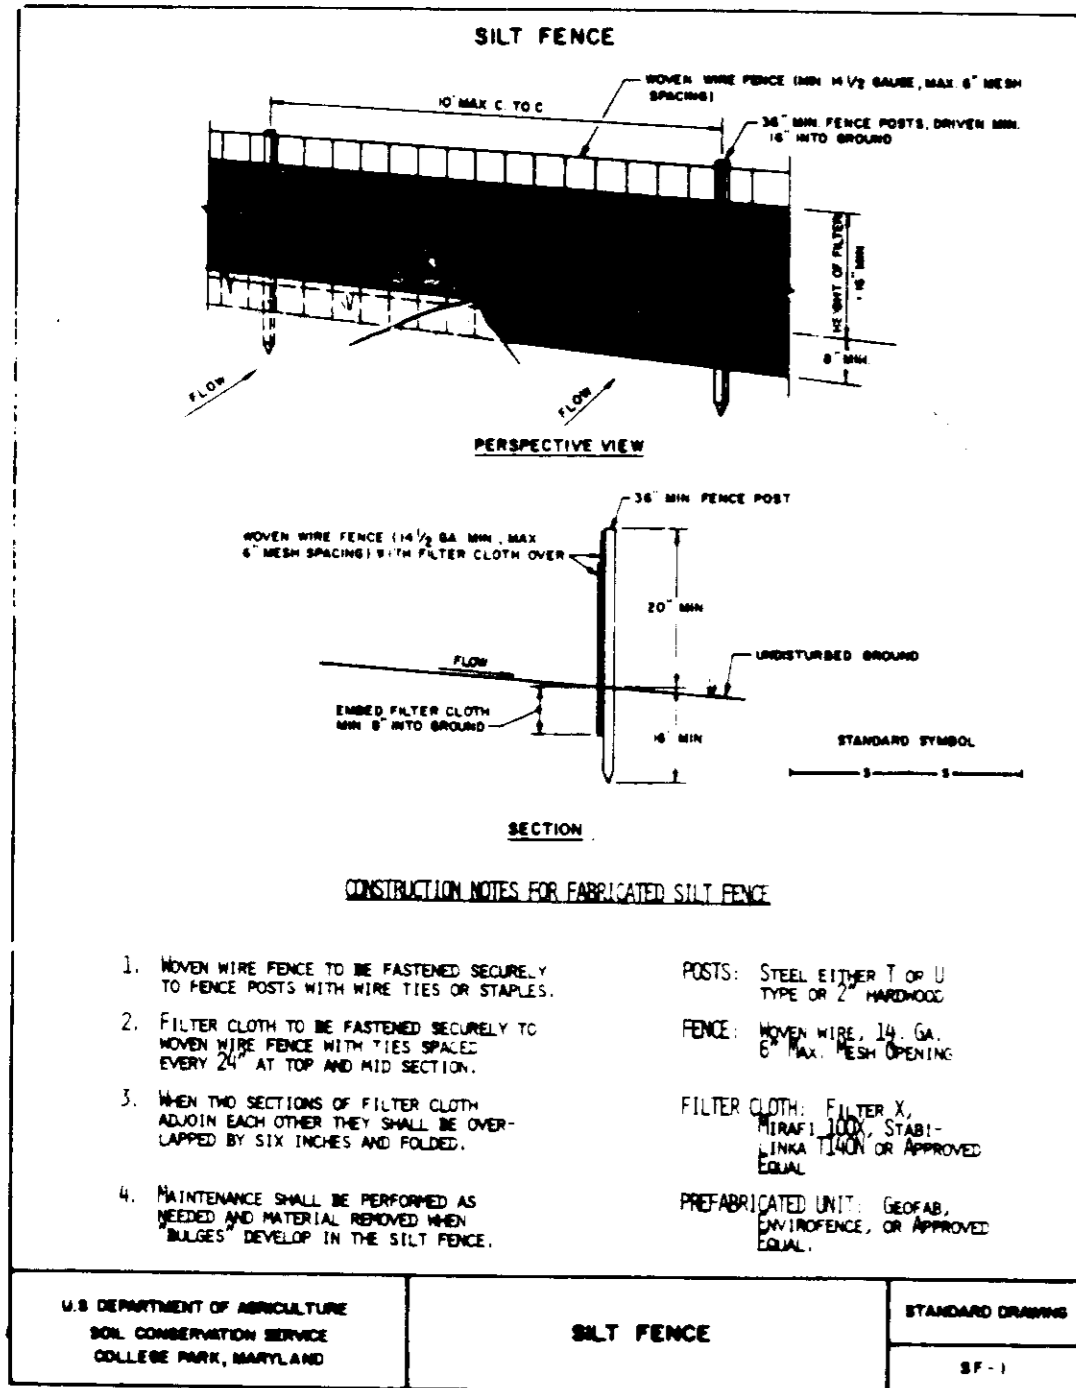 SILT FENCE
WOVEN WIRE FENCE (MIN 14 1/2 GAUGE, MAX. 6" MESH
SPACING)
10' MAX C. TO C
36" MIN. FENCE POSTS, DRIVEN MIN.
16" INTO GROUND
HEIGHT OF FILTER
16" MIN
8" MIN.
FLOW
FLOW
PERSPECTIVE VIEW
36" MIN FENCE POST
WOVEN WIRE FENCE (14 1/2 GA MIN, MAX
6" MESH SPACING) WITH FILTER CLOTH OVER
20" MIN
FLOW
UNDISTURBED GROUND
EMBED FILTER CLOTH
MIN 8" INTO GROUND
16" MIN
STANDARD SYMBOL
S S
SECTION
CONSTRUCTION NOTES FOR FABRICATED SILT FENCE
1. WOVEN WIRE FENCE TO BE FASTENED SECURELY
TO FENCE POSTS WITH WIRE TIES OR STAPLES.
2. FILTER CLOTH TO BE FASTENED SECURELY TO
WOVEN WIRE FENCE WITH TIES SPACED
EVERY 24" AT TOP AND MID SECTION.
3. WHEN TWO SECTIONS OF FILTER CLOTH
ADJOIN EACH OTHER THEY SHALL BE OVER-
LAPPED BY SIX INCHES AND FOLDED.
4. MAINTENANCE SHALL BE PERFORMED AS
NEEDED AND MATERIAL REMOVED WHEN
"BULGES" DEVELOP IN THE SILT FENCE.
POSTS: STEEL EITHER T OR U
TYPE OR 2" HARDWOOD
FENCE: WOVEN WIRE, 14. GA.
6" MAX. MESH OPENING
FILTER CLOTH: FILTER X,
MIRAFI 100X, STABI-
LINKA T140N OR APPROVED
EQUAL
PREFABRICATED UNIT: GEOFAB,
ENVIROFENCE, OR APPROVED
EQUAL.
U.S DEPARTMENT OF AGRICULTURE
SOIL CONSERVATION SERVICE
COLLEGE PARK, MARYLAND
SILT FENCE
STANDARD DRAWING
SF-1